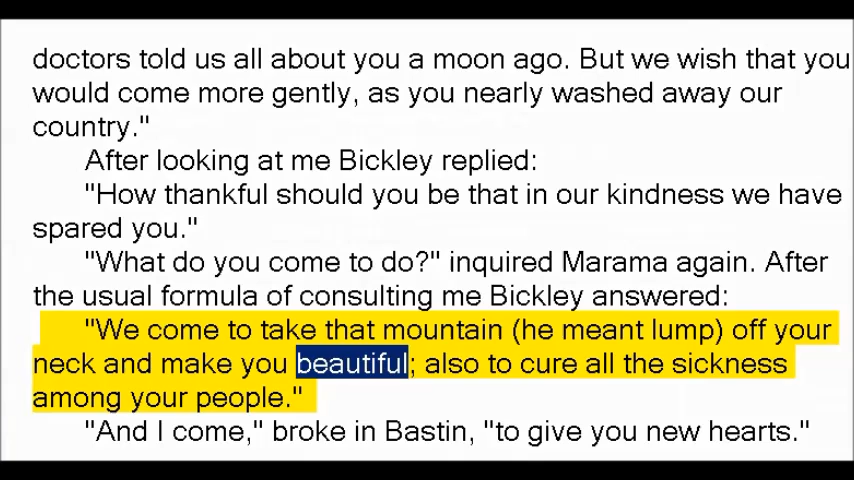 doctors told us all about you a moon ago. But we wish that you
would come more gently, as you nearly washed away our
country."
After looking at me Bickley replied:
"How thankful should you be that in our kindness we have
spared you."
"What do you come to do?" inquired Marama again. After
the usual formula of consulting me Bickley answered:
"We come to take that mountain (he meant lump) off your
neck and make you beautiful; also to cure all the sickness
among your people."
"And I come," broke in Bastin, "to give you new hearts."